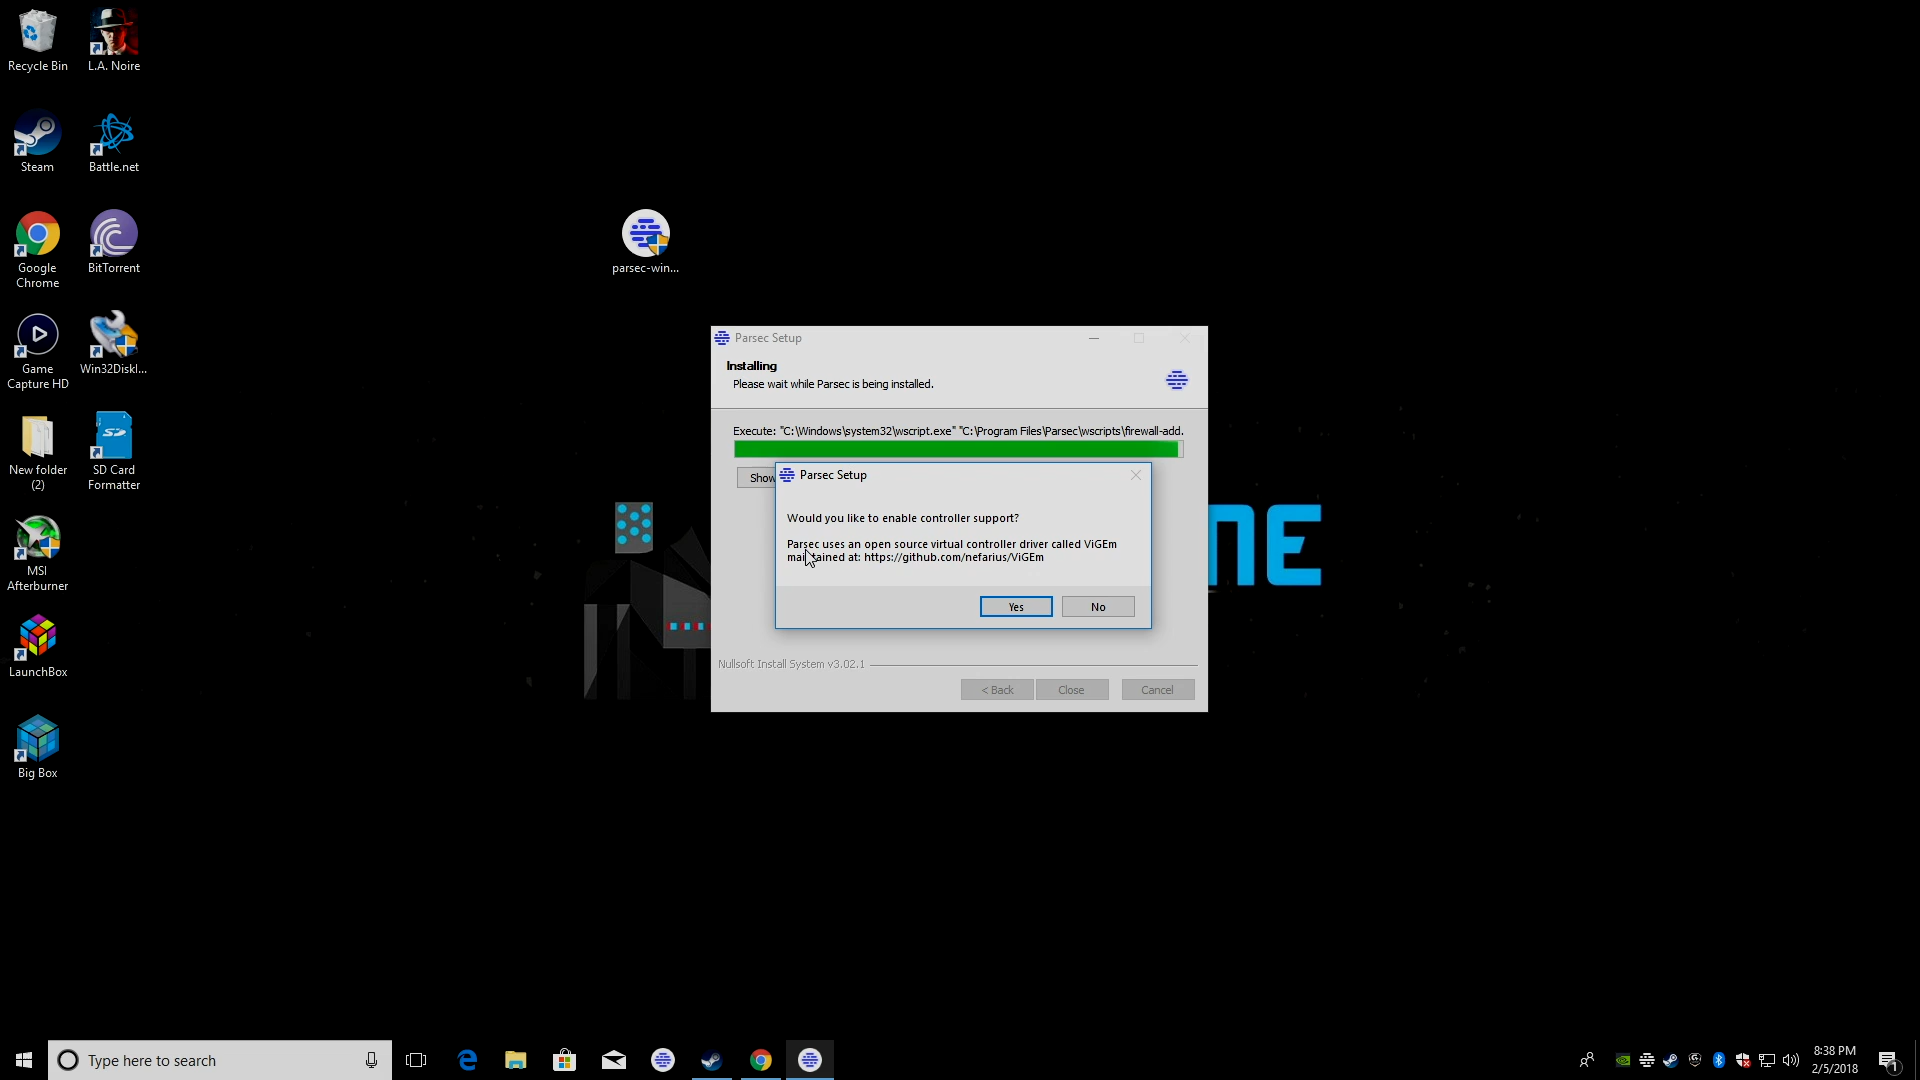 Recycle Bin
L.A. Noire
Steam
Battle.net
Google
Chrome
BitTorrent
Game
Capture HD
Win32DiskI...
New folder
(2)
SD
SD Card
Formatter
MSI
Afterburner
LaunchBox
Big Box
parsec-win...
Parsec Setup
Installing
Please wait while Parsec is being installed.
Execute: "C:\Windows\system32\wscript.exe" "C:\Program Files\Parsec\wscripts\firewall-add.
Show
Parsec Setup
Would you like to enable controller support?
Parsec uses an open source virtual controller driver called ViGEm
maintained at: https://github.com/nefarius/ViGEm
Yes
No
Nullsoft Install System v3.02.1
< Back
Close
Cancel
NE
Type here to search
8:38 PM
2/5/2018
1